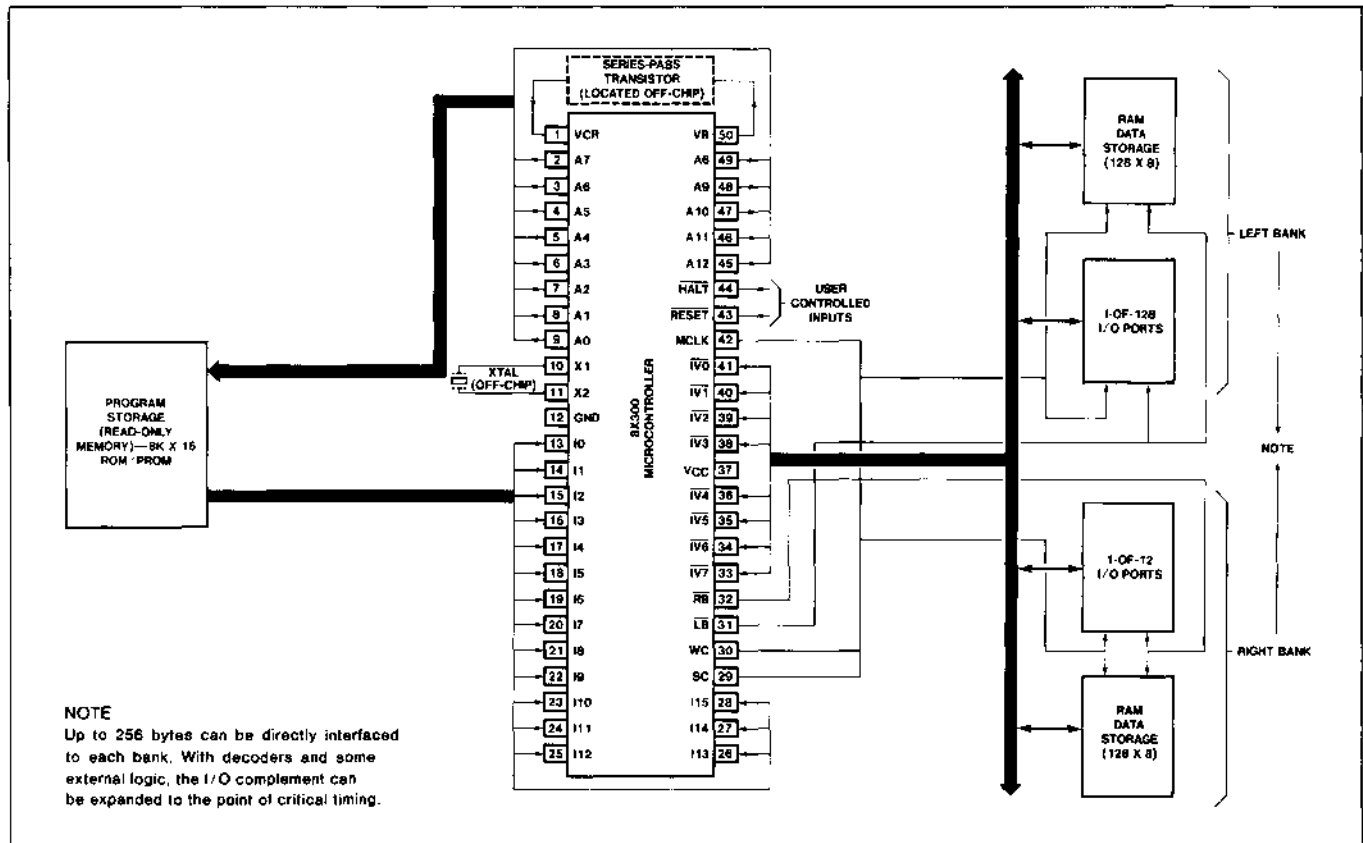 SERIES-PASS
TRANSISTOR
(LOCATED OFF-CHIP)
1 VCR
2 A7
3 A6
4 A5
5 A4
6 A3
7 A2
8 A1
9 A0
10 X1
11 X2
12 GND
13 I0
14 I1
15 I2
16 I3
17 I4
18 I5
19 I6
20 I7
21 I8
22 I9
23 I10
24 I11
25 I12
XTAL
(OFF-CHIP)
8X300
MICROCONTROLLER
VR 50
A8 49
A9 48
A10 47
A11 46
A12 45
HALT 44
RESET 43
MCLK 42
IV0 41
IV1 40
IV2 39
IV3 38
VCC 37
IV4 36
IV5 35
IV6 34
IV7 33
RB 32
LB 31
WC 30
SC 29
I15 28
I14 27
I13 26
USER
CONTROLLED
INPUTS
PROGRAM
STORAGE
(READ-ONLY
MEMORY)—8K X 16
ROM/PROM
RAM
DATA
STORAGE
(128 X 8)
LEFT BANK
1-OF-128
I/O PORTS
NOTE
1-OF-12
I/O PORTS
RIGHT BANK
RAM
DATA
STORAGE
(128 X 8)
NOTE
Up to 256 bytes can be directly interfaced
to each bank. With decoders and some
external logic, the I/O complement can
be expanded to the point of critical timing.